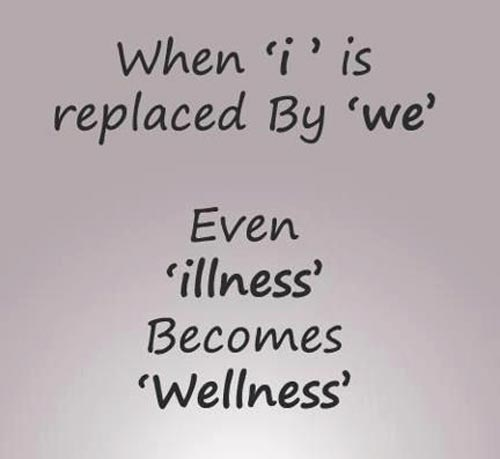 When ‘i ’ is
replaced By ‘we’
Even
‘illness’
Becomes
‘Wellness’